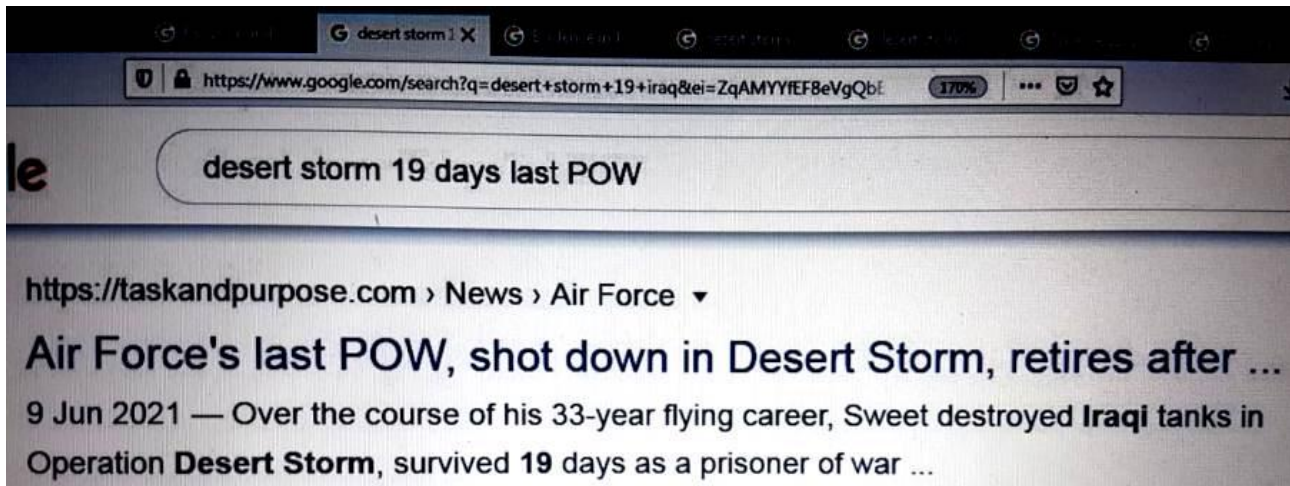 desert storm 1
https://www.google.com/search?q=desert+storm+19+iraq&ei=ZqAMYYfEF8eVgQbE
170%
le
desert storm 19 days last POW
https://taskandpurpose.com › News › Air Force
Air Force's last POW, shot down in Desert Storm, retires after ...
9 Jun 2021 — Over the course of his 33-year flying career, Sweet destroyed Iraqi tanks in
Operation Desert Storm, survived 19 days as a prisoner of war ...